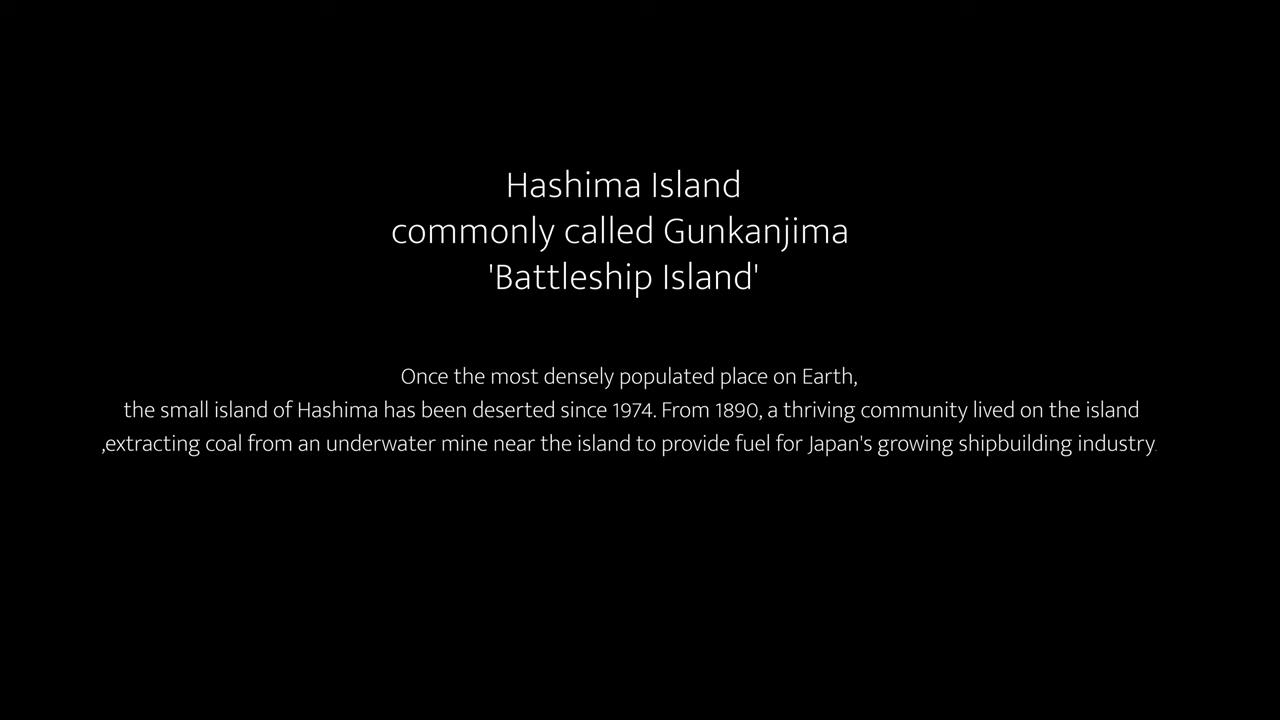 Hashima Island
commonly called Gunkanjima
'Battleship Island'
Once the most densely populated place on Earth,
the small island of Hashima has been deserted since 1974. From 1890, a thriving community lived on the island
,extracting coal from an underwater mine near the island to provide fuel for Japan's growing shipbuilding industry.